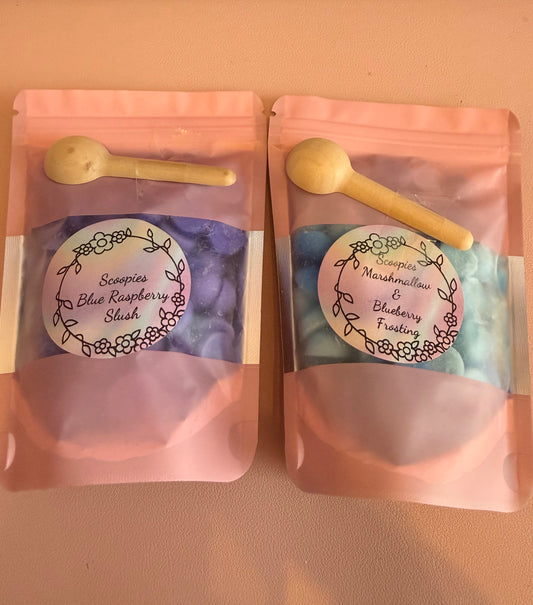 Scoopies
Blue Raspberry
Slush
Scoopies
Marshmallow
&
Blueberry
Frosting